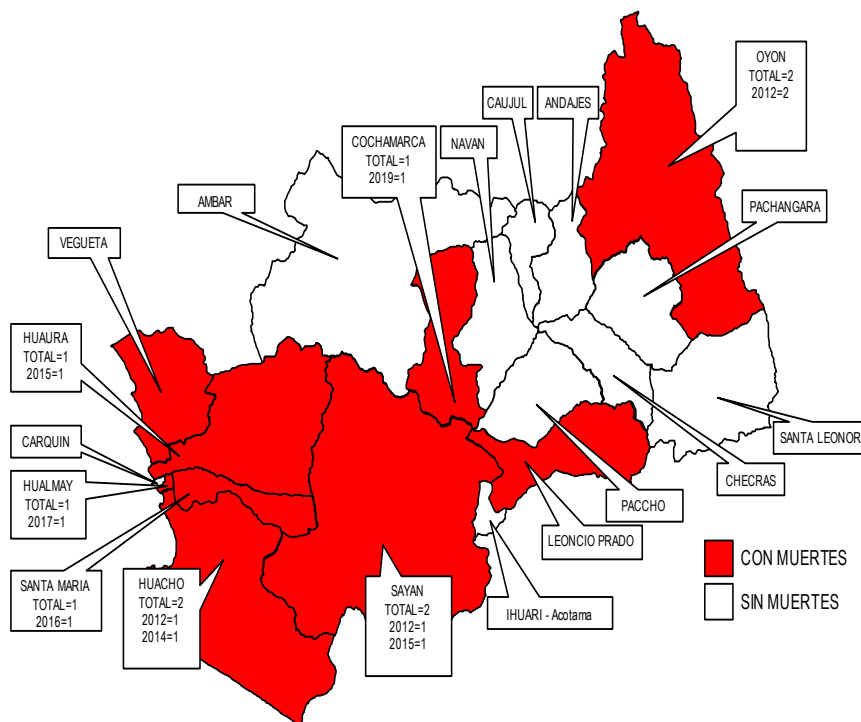 OYON
TOTAL=2
2012=2
CAUJUL
ANDAJES
COCHAMARCA
TOTAL=1
2019=1
NAVAN
AMBAR
PACHANGARA
VEGUETA
HUAURA
TOTAL=1
2015=1
CARQUIN
HUALMAY
TOTAL=1
2017=1
SANTA MARIA
TOTAL=1
2016=1
HUACHO
TOTAL=2
2012=1
2014=1
SAYAN
TOTAL=2
2012=1
2015=1
IHUARI - Acotama
LEONCIO PRADO
PACCHO
CHECRAS
SANTA LEONOR
CON MUERTES
SIN MUERTES